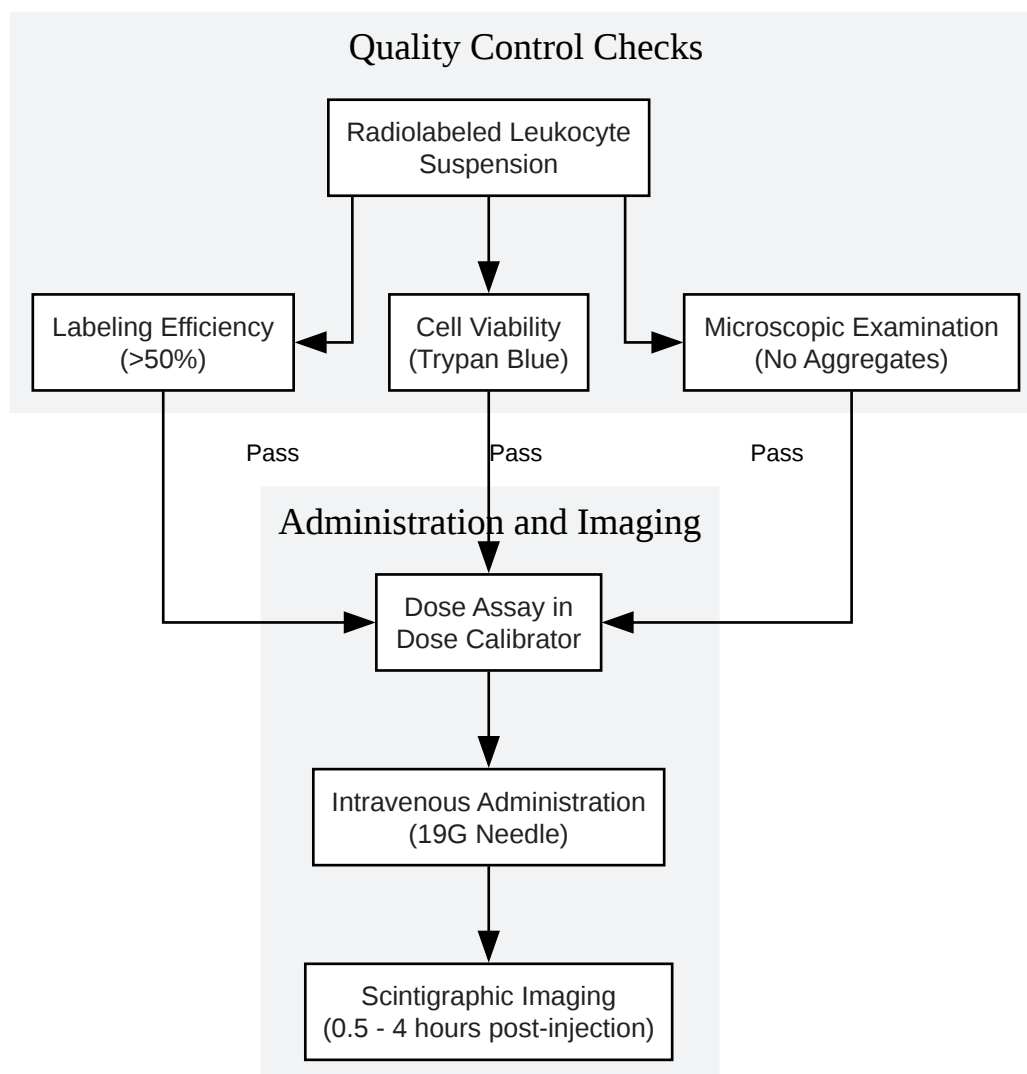 Quality Control Checks
Radiolabeled Leukocyte
Suspension
Labeling Efficiency
(>50%)
Cell Viability
(Trypan Blue)
Microscopic Examination
(No Aggregates)
Pass
Pass
Pass
Administration and Imaging
Dose Assay in
Dose Calibrator
Intravenous Administration
(19G Needle)
Scintigraphic Imaging
(0.5 - 4 hours post-injection)